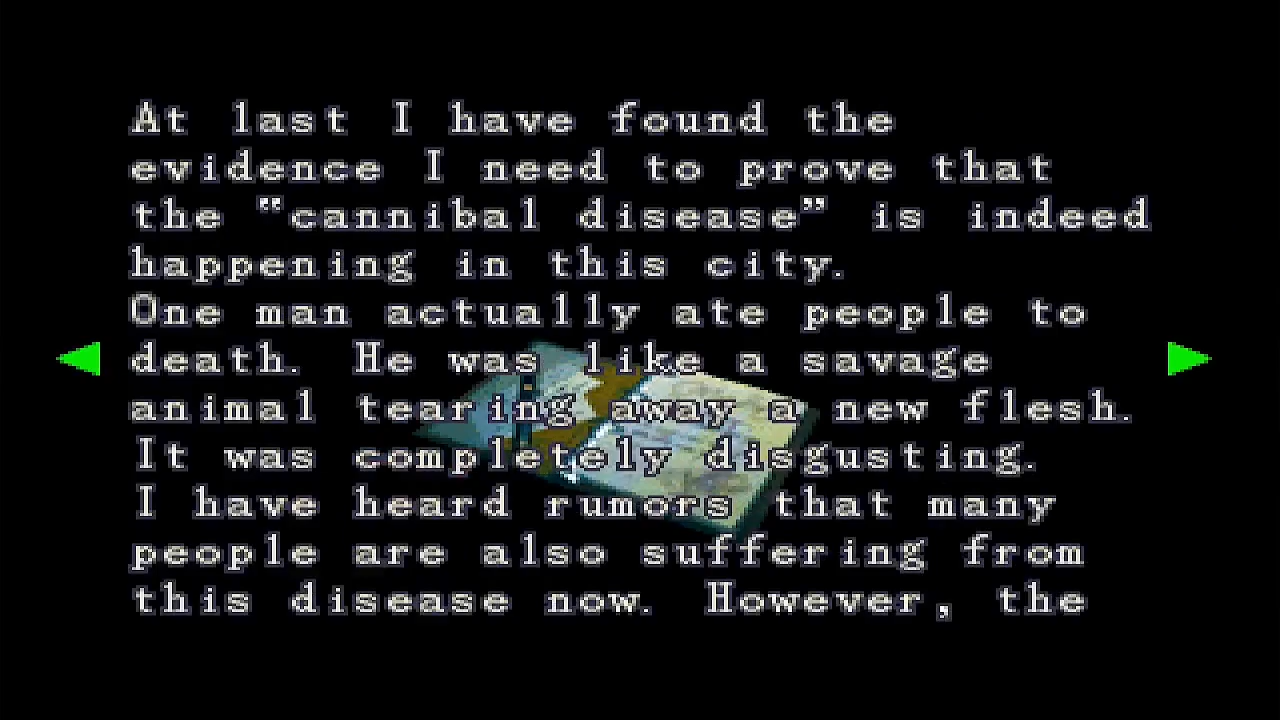 At last I have found the
evidence I need to prove that
the "cannibal disease" is indeed
happening in this city.
One man actually ate people to
death. He was like a savage
animal tearing away a new flesh.
It was completely disgusting.
I have heard rumors that many
people are also suffering from
this disease now. However, the